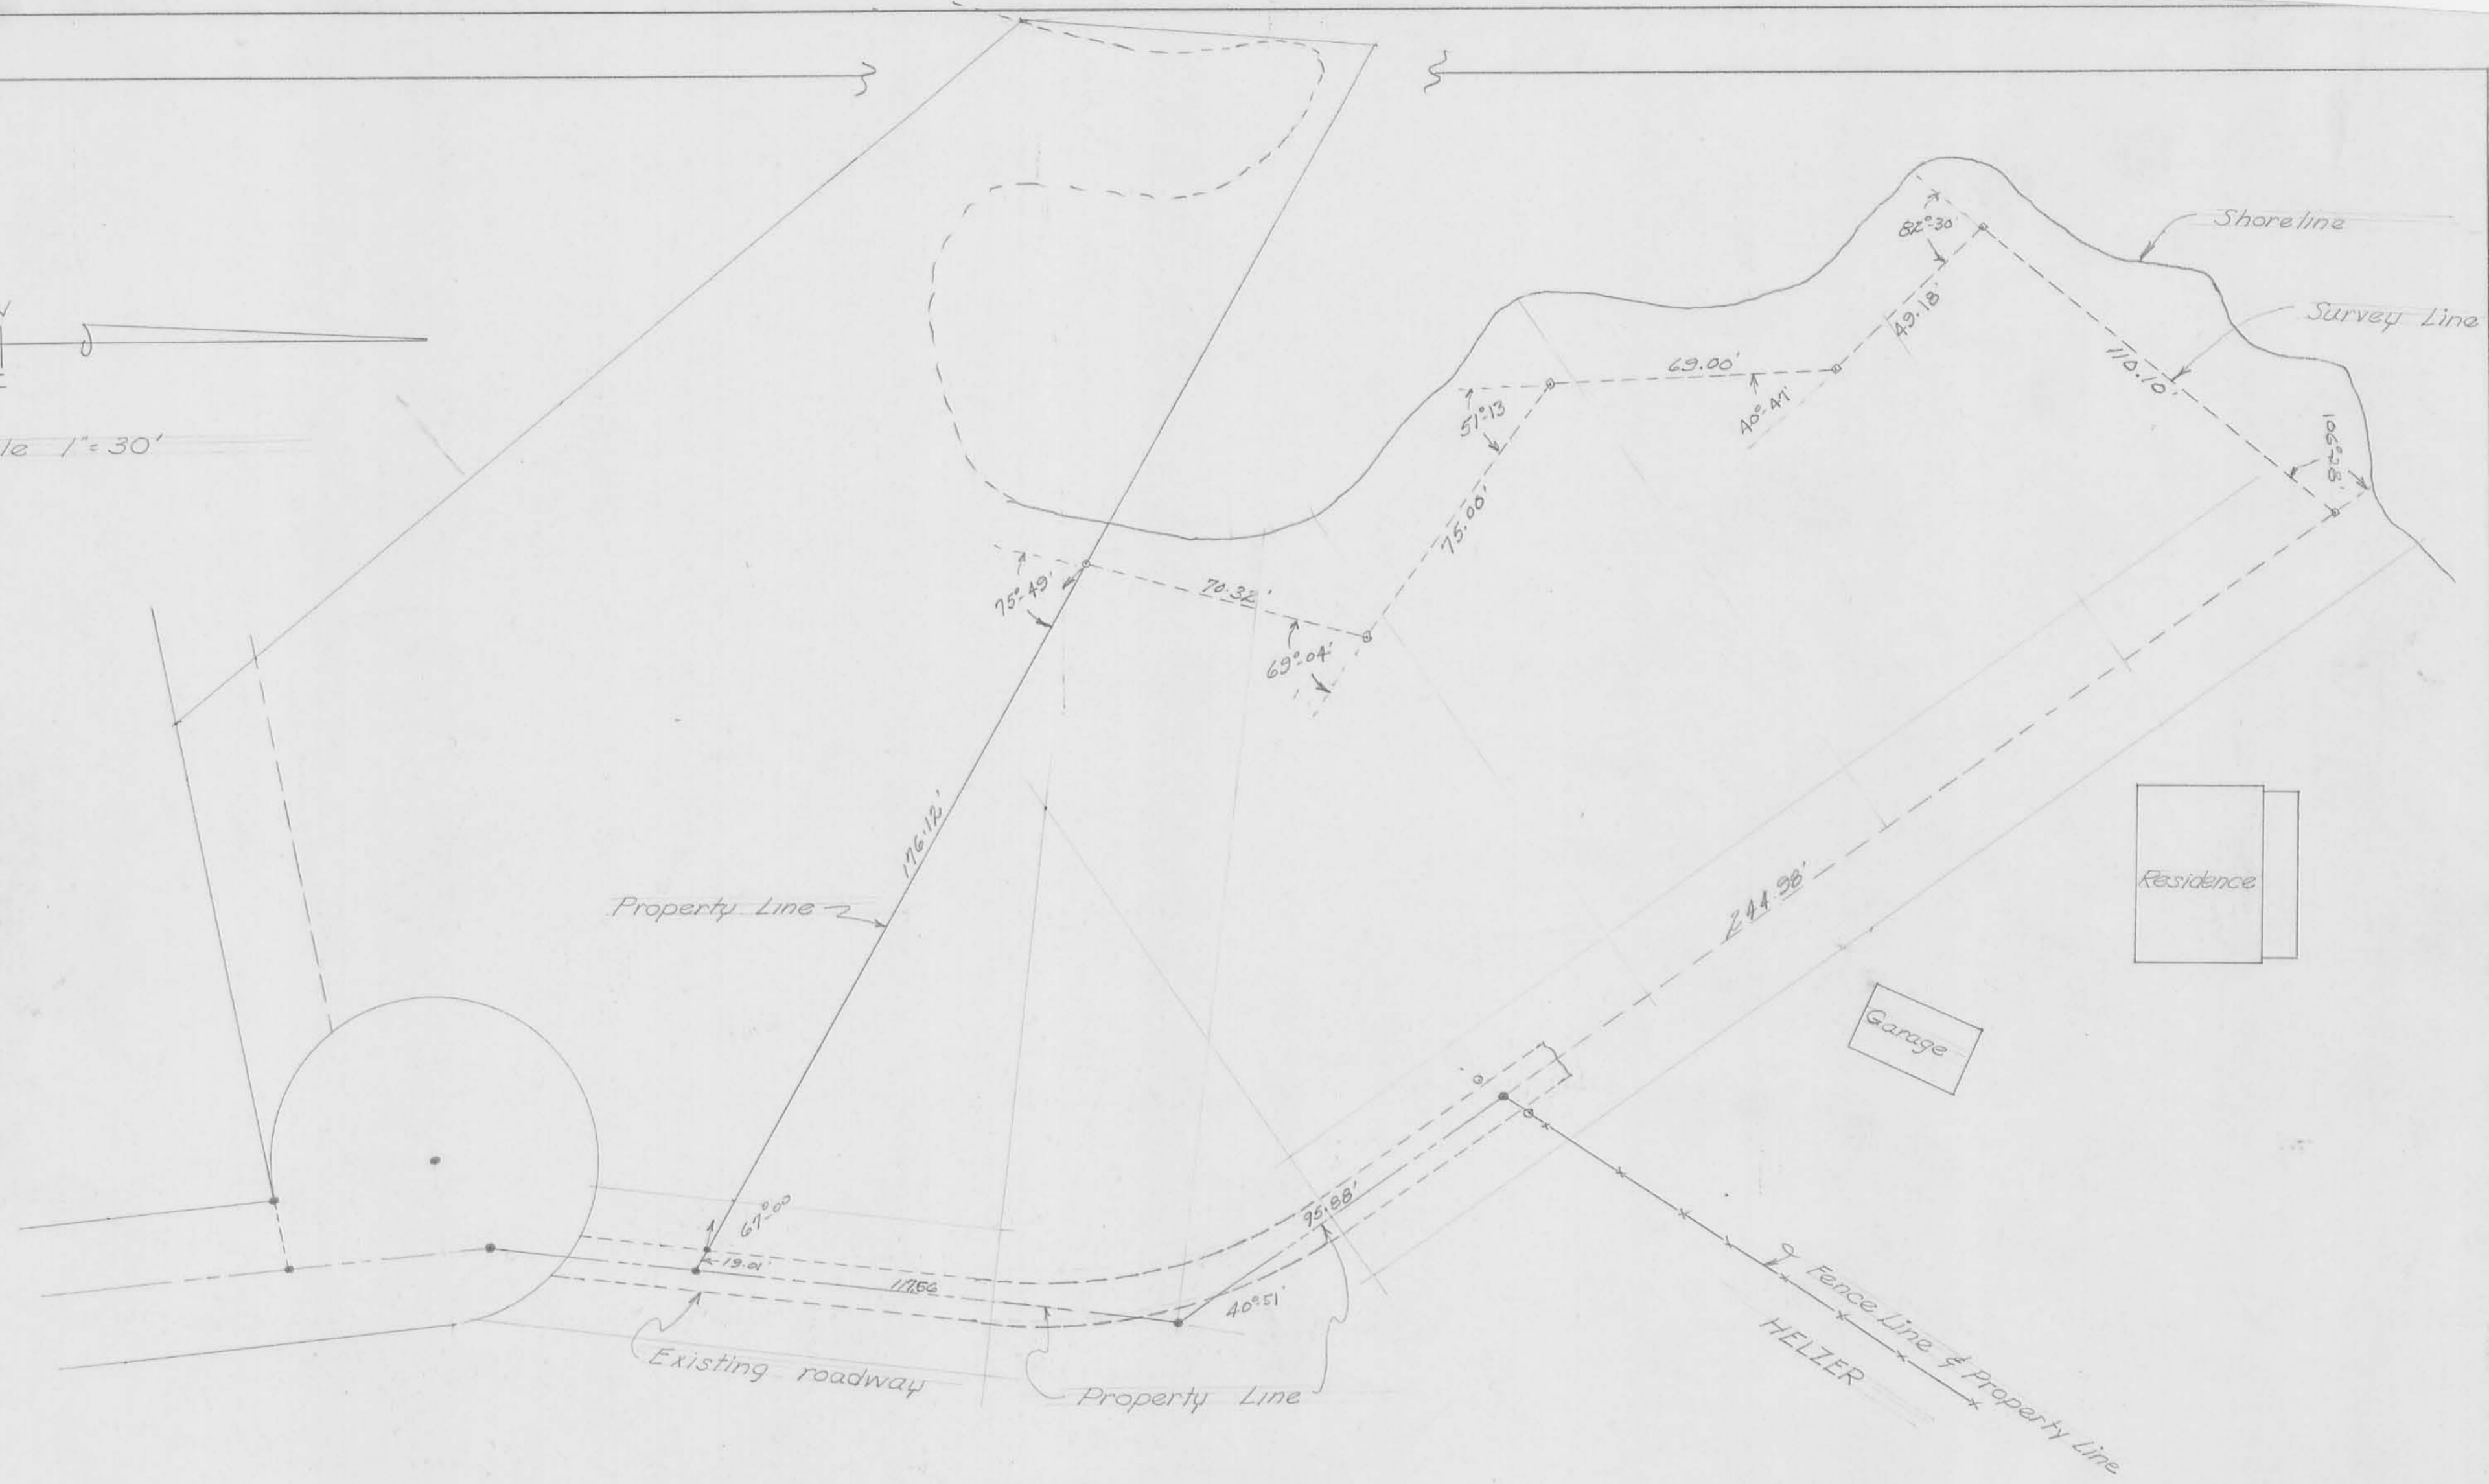 Shoreline
82°-30'
49.18'
Survey Line
69.00'
110.10'
51°-13'
40°-47'
106°-28'
1"=30'
75.00'
70.32'
75°-49'
69°-04'
176.12'
244.98'
Property Line
Residence
Garage
67°-00'
95.88'
19.01'
117.56
40°-51'
Existing roadway
Property Line
Fence Line & Property Line
HELZER